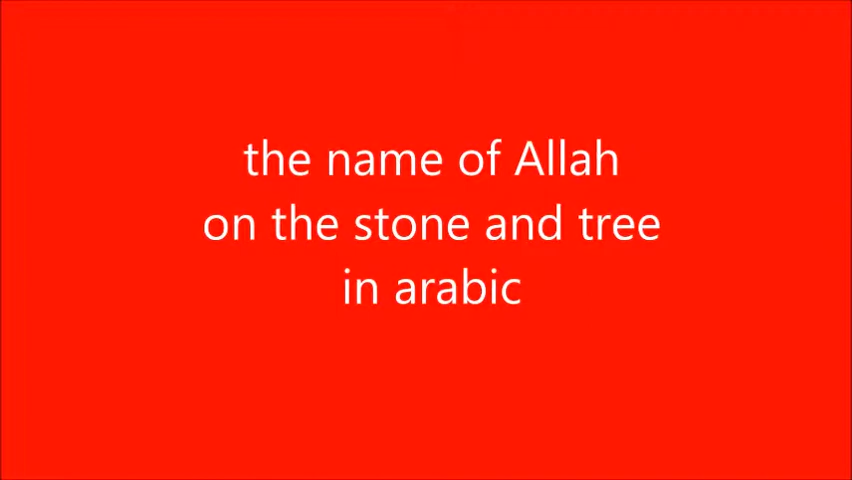 the name of Allah
on the stone and tree
in arabic